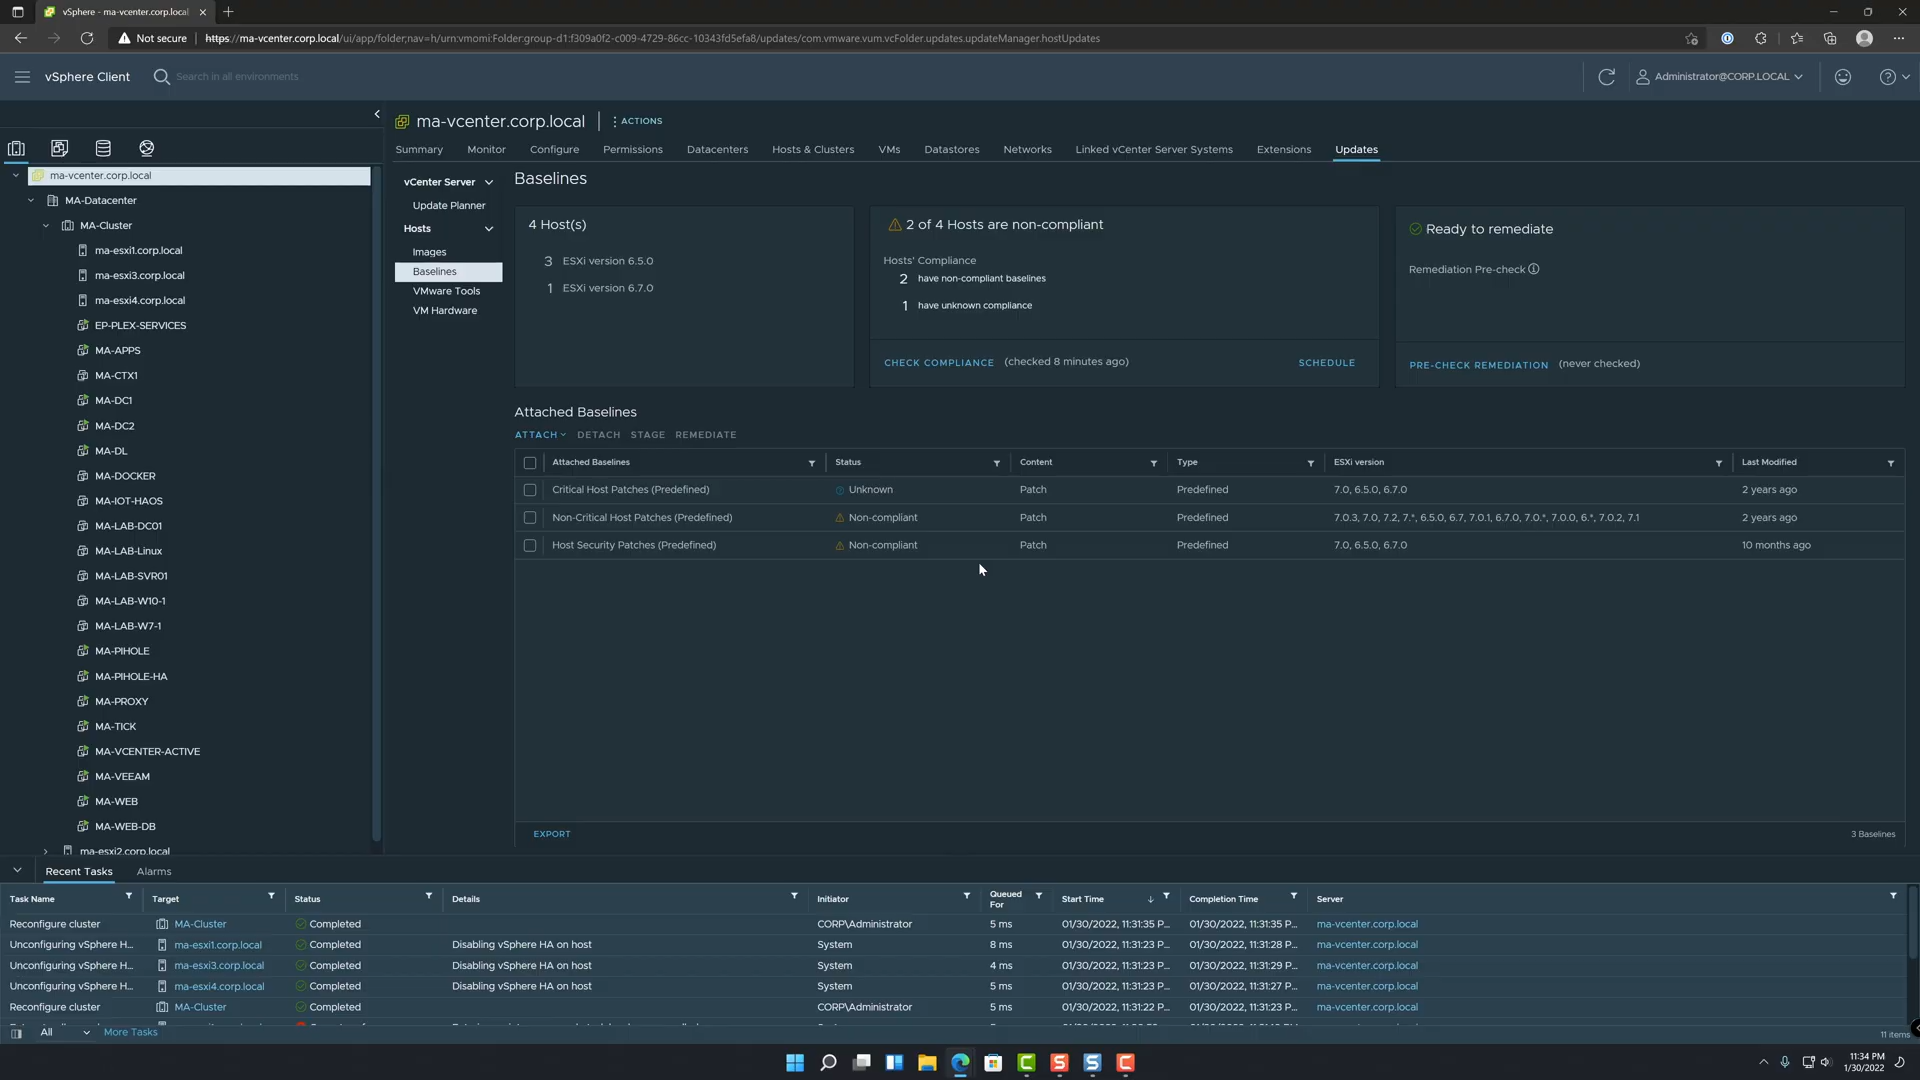 vSphere - ma-vcenter.corp.local
Not secure
https://ma-vcenter.corp.local/ui/app/folder;nav=h/urn:vmomi:Folder:group-d1:f309a0f2-c009-4729-86cc-10343fd5efa8/updates/com.vmware.vum.vcFolder.updates.updateManager.hostUpdates
vSphere Client
Search in all environments
Administrator@CORP.LOCAL
ma-vcenter.corp.local
ACTIONS
Summary Monitor Configure Permissions Datacenters Hosts & Clusters VMs Datastores Networks Linked vCenter Server Systems Extensions Updates
ma-vcenter.corp.local
MA-Datacenter
MA-Cluster
ma-esxi1.corp.local
ma-esxi3.corp.local
ma-esxi4.corp.local
EP-PLEX-SERVICES
MA-APPS
MA-CTX1
MA-DC1
MA-DC2
MA-DL
MA-DOCKER
MA-IOT-HAOS
MA-LAB-DC01
MA-LAB-Linux
MA-LAB-SVR01
MA-LAB-W10-1
MA-LAB-W7-1
MA-PIHOLE
MA-PIHOLE-HA
MA-PROXY
MA-TICK
MA-VCENTER-ACTIVE
MA-VEEAM
MA-WEB
MA-WEB-DB
ma-esxi2.corp.local
vCenter Server
Update Planner
Hosts
Images
Baselines
VMware Tools
VM Hardware
Baselines
4 Host(s)
3 ESXi version 6.5.0
1 ESXi version 6.7.0
2 of 4 Hosts are non-compliant
Hosts' Compliance
2 have non-compliant baselines
1 have unknown compliance
CHECK COMPLIANCE (checked 8 minutes ago) SCHEDULE
Ready to remediate
Remediation Pre-check
PRE-CHECK REMEDIATION (never checked)
Attached Baselines
ATTACH DETACH STAGE REMEDIATE
Attached Baselines Status Content Type ESXi version Last Modified
Critical Host Patches (Predefined) Unknown Patch Predefined 7.0, 6.5.0, 6.7.0 2 years ago
Non-Critical Host Patches (Predefined) Non-compliant Patch Predefined 7.0.3, 7.0, 7.2, 7.*, 6.5.0, 6.7, 7.0.1, 6.7.0, 7.0.*, 7.0.0, 6.*, 7.0.2, 7.1 2 years ago
Host Security Patches (Predefined) Non-compliant Patch Predefined 7.0, 6.5.0, 6.7.0 10 months ago
EXPORT 3 Baselines
Recent Tasks Alarms
Task Name Target Status Details Initiator Queued For Start Time Completion Time Server
Reconfigure cluster MA-Cluster Completed CORP\Administrator 5 ms 01/30/2022, 11:31:35 P... 01/30/2022, 11:31:35 P... ma-vcenter.corp.local
Unconfiguring vSphere H... ma-esxi1.corp.local Completed Disabling vSphere HA on host System 8 ms 01/30/2022, 11:31:23 P... 01/30/2022, 11:31:28 P... ma-vcenter.corp.local
Unconfiguring vSphere H... ma-esxi3.corp.local Completed Disabling vSphere HA on host System 4 ms 01/30/2022, 11:31:23 P... 01/30/2022, 11:31:29 P... ma-vcenter.corp.local
Unconfiguring vSphere H... ma-esxi4.corp.local Completed Disabling vSphere HA on host System 5 ms 01/30/2022, 11:31:23 P... 01/30/2022, 11:31:27 P... ma-vcenter.corp.local
Reconfigure cluster MA-Cluster Completed CORP\Administrator 5 ms 01/30/2022, 11:31:22 P... 01/30/2022, 11:31:23 P... ma-vcenter.corp.local
All More Tasks 11 items
11:34 PM
1/30/2022